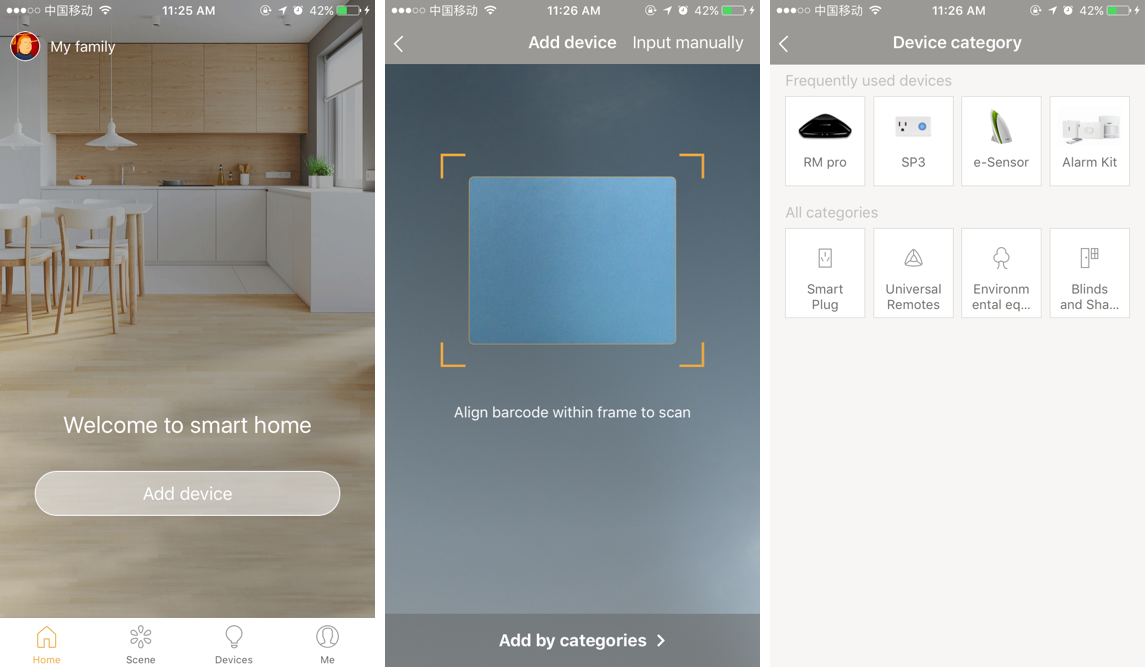 中国移动 11:25 AM 42%
My family
Welcome to smart home
Add device
Home Scene Devices Me
中国移动 11:26 AM 42%
Add device Input manually
Align barcode within frame to scan
Add by categories
中国移动 11:26 AM 42%
Device category
Frequently used devices
RM pro SP3 e-Sensor Alarm Kit
All categories
Smart Universal Environm Blinds
Plug Remotes ental eq... and Sha...